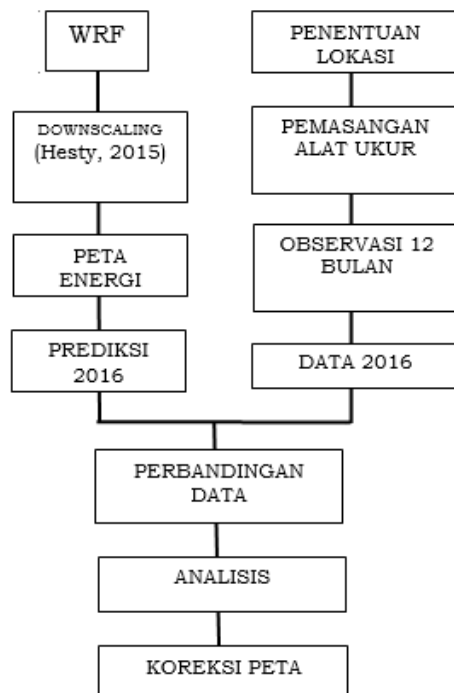 WRF
DOWNSCALING
(Hesty, 2015)
PETA
ENERGI
PREDIKSI
2016
PENENTUAN
LOKASI
PEMASANGAN
ALAT UKUR
OBSERVASI 12
BULAN
DATA 2016
PERBANDINGAN
DATA
ANALISIS
KOREKSI PETA